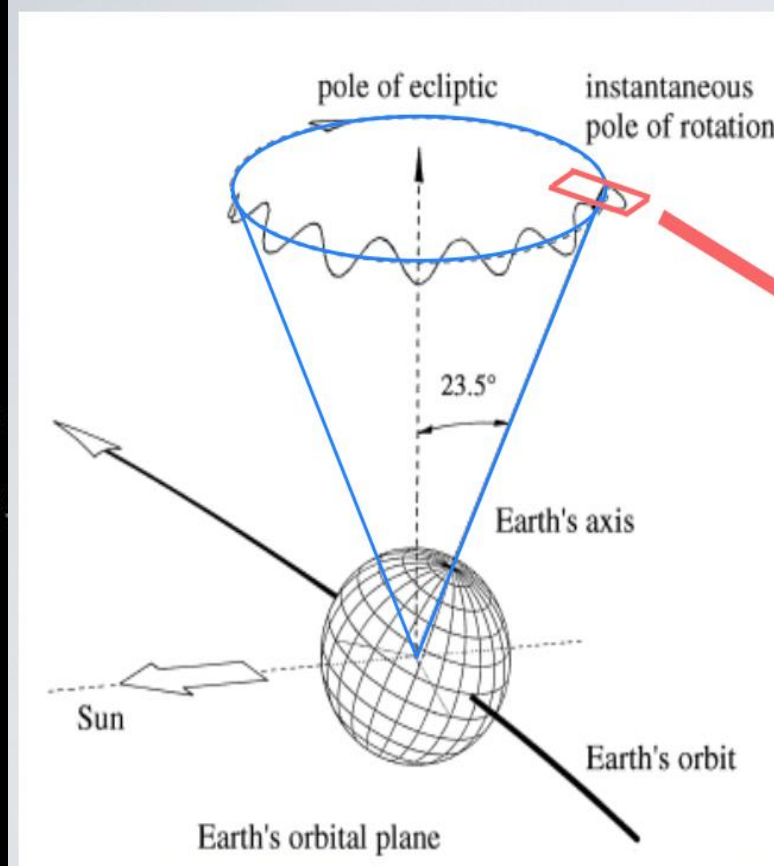 pole of ecliptic
instantaneous
pole of rotation
23.5°
Earth's axis
Sun
Earth's orbit
Earth's orbital plane